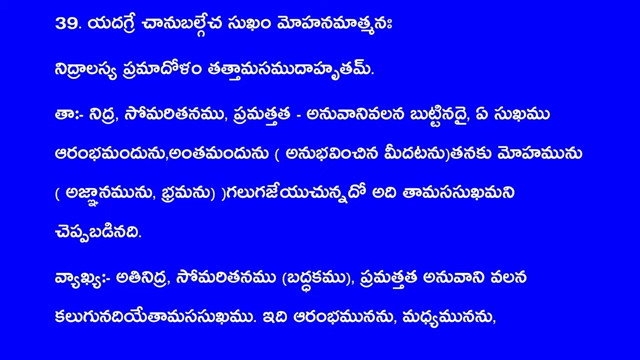 39. యదగ్రే చానుబల్గేచ సుఖం మోహనమాత్మనః
నిద్రాలస్య ప్రమాదోళం తత్తామసముదాహృతమ్.
తాః- నిద్ర, సోమరితనము, ప్రమత్తత - అనువానివలన బుట్టినదై, ఏ సుఖము
ఆరంభమందును,అంతమందును ( అనుభవించిన మీదటను)తనకు మోహమును
( అజ్ఞానమును, భ్రమను) )గలుగజేయుచున్నదో అది తామససుఖమని
చెప్పబడినది.
వ్యాఖ్యః- అతినిద్ర, సోమరితనము (బద్ధకము), ప్రమత్తత అనువాని వలన
కలుగునదియేతామససుఖము. ఇది ఆరంభమునను, మధ్యమునను,